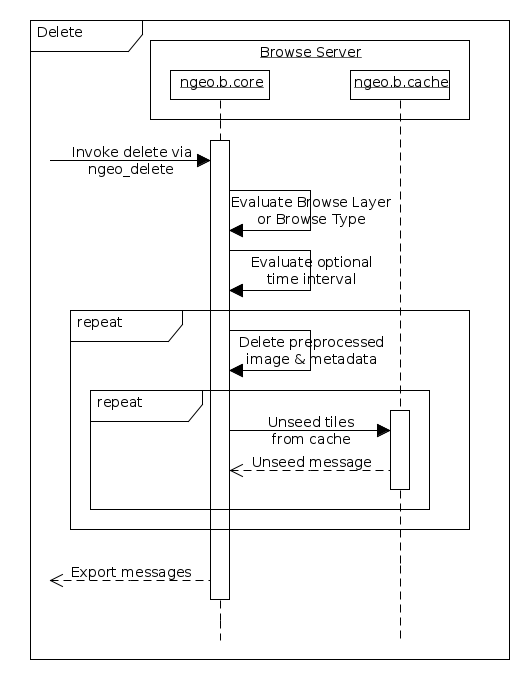 Delete
Browse Server
ngeo.b.core
ngeo.b.cache
Invoke delete via
ngeo_delete
Evaluate Browse Layer
or Browse Type
Evaluate optional
time interval
repeat
Delete preprocessed
image & metadata
repeat
Unseed tiles
from cache
Unseed message
Export messages